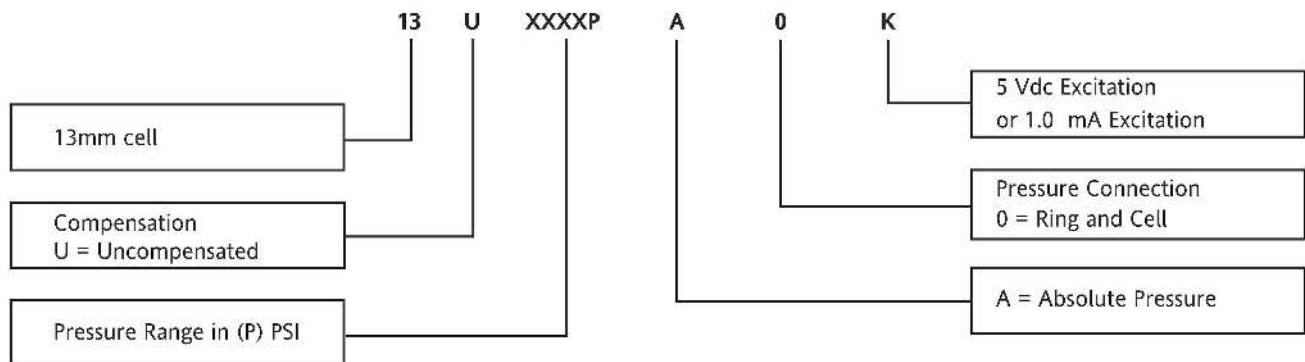 13 U XXXXP A 0 K
5 Vdc Excitation
or 1.0 mA Excitation
13mm cell
Pressure Connection
0 = Ring and Cell
Compensation
U = Uncompensated
A = Absolute Pressure
Pressure Range in (P) PSI